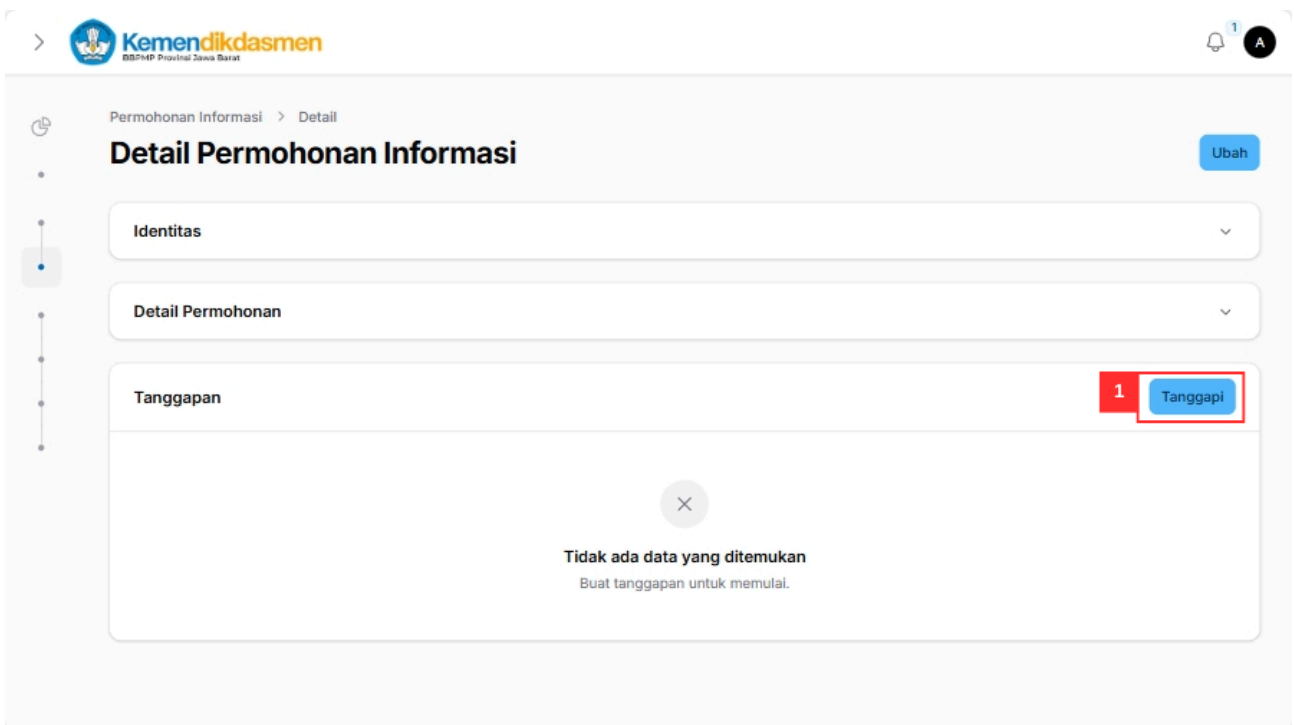 Kemendikdasmen
BBPMP Provinsi Jawa Barat
1
A
Permohonan Informasi > Detail
Detail Permohonan Informasi
Ubah
Identitas
Detail Permohonan
Tanggapan
1
Tanggapi
Tidak ada data yang ditemukan
Buat tanggapan untuk memulai.